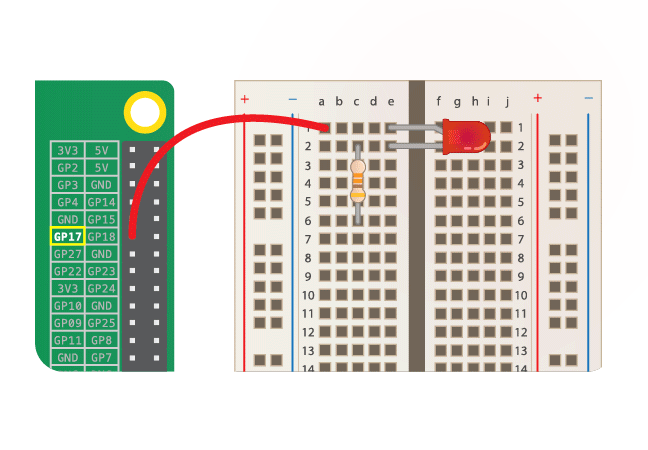 3V3 5V
GP2 5V
GP3 GND
GP4 GP14
GND GP15
GP17 GP18
GP27 GND
GP22 GP23
3V3 GP24
GP10 GND
GP09 GP25
GP11 GP8
GND GP7
+ − a b c d e f g h i j + −
1 1
2 2
3 3
4 4
5 5
6 6
7 7
8 8
9 9
10 10
11 11
12 12
13 13
14 14